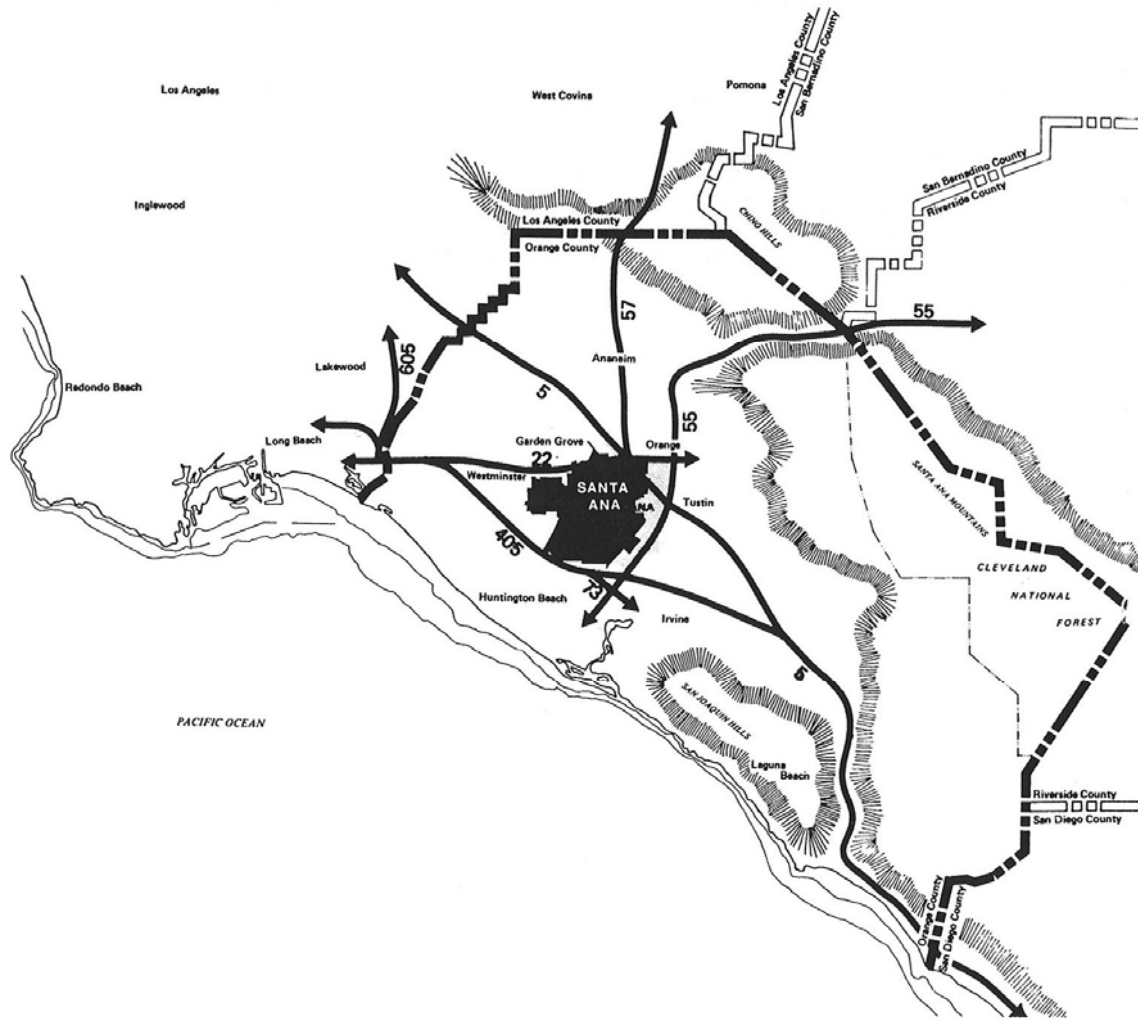 Los Angeles County
San Bernadino County
Los Angeles
West Covina
Pomona
San Bernadino County
Riverside County
Inglewood
Los Angeles County
Orange County
CHINO HILLS
57
55
Anaheim
605
Lakewood
Redondo Beach
5
55
Long Beach
Garden Grove
Orange
22
Westminster
SANTA
ANA
NA
Tustin
SANTA ANA MOUNTAINS
405
CLEVELAND
NATIONAL
FOREST
Huntington Beach
73
Irvine
5
SAN JOAQUIN HILLS
PACIFIC OCEAN
Laguna
Beach
Riverside County
San Diego County
Orange County
San Diego County